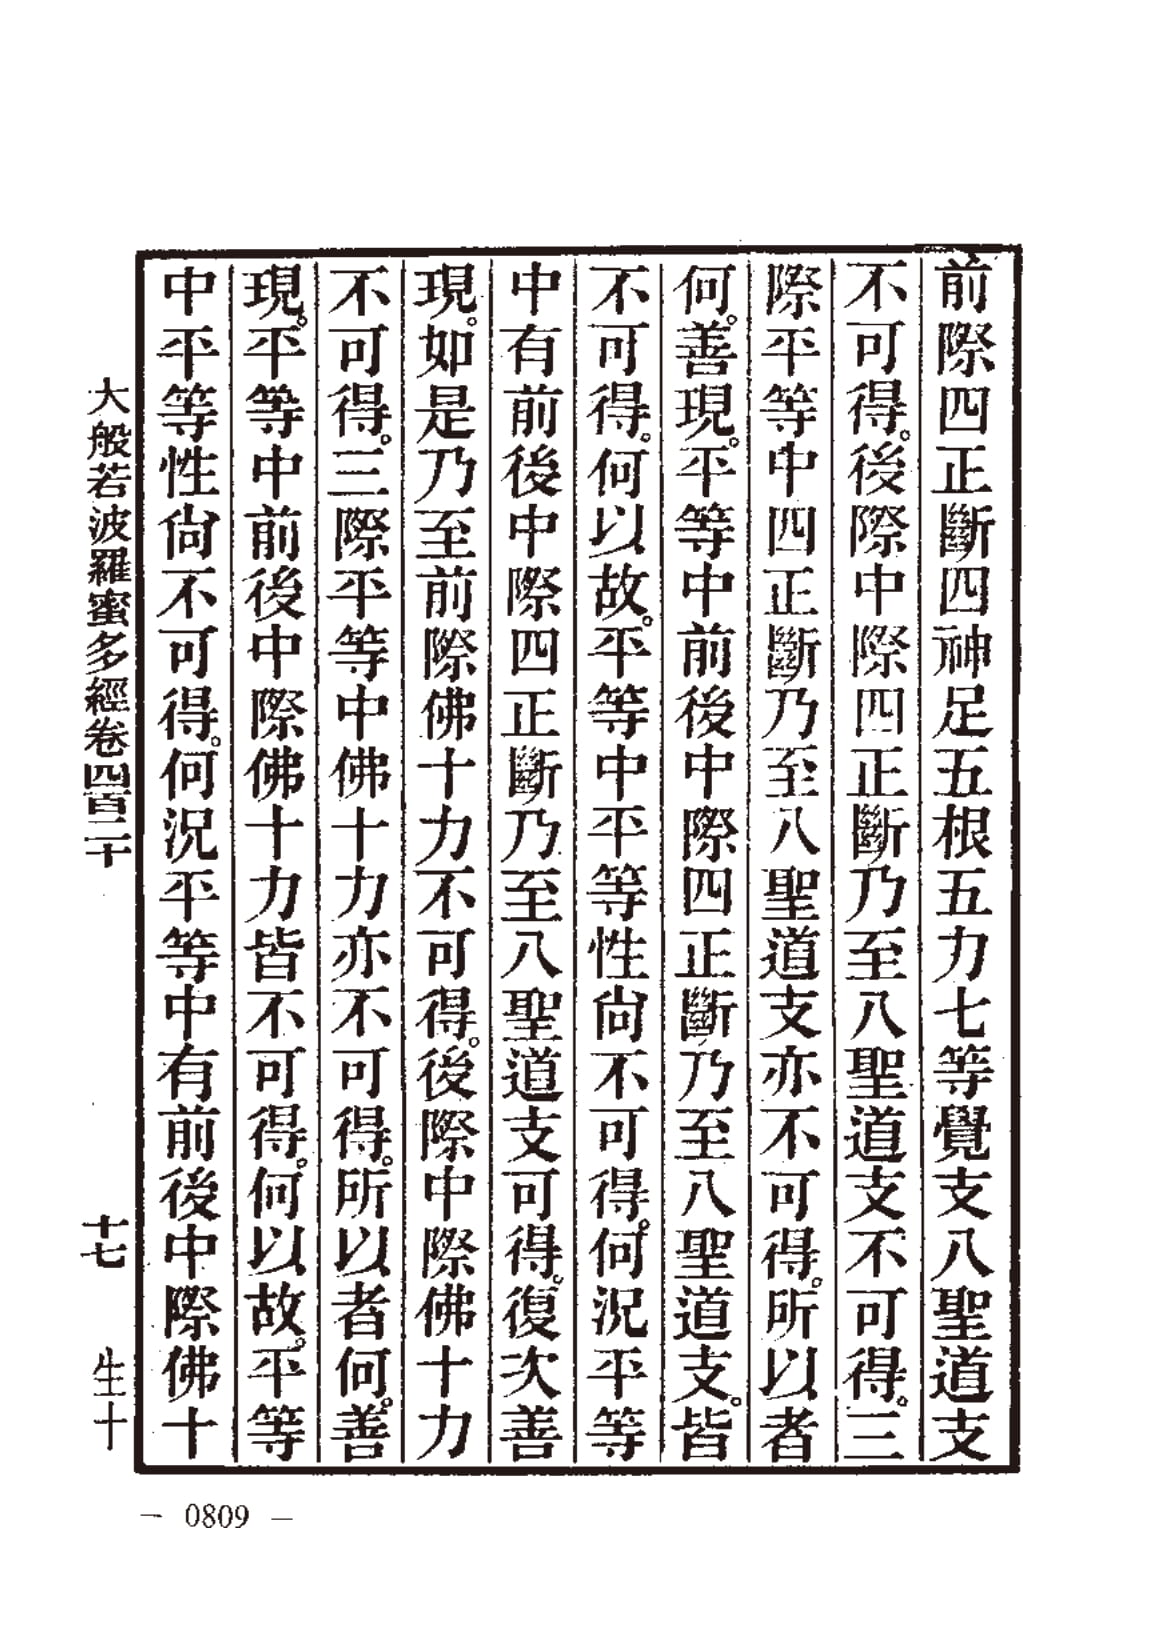 前際四正斷四神足五根五力七等覺支八聖道支
不可得。後際中際四正斷乃至八聖道支不可得。三
際平等中四正斷乃至八聖道支亦不可得。所以者
何。善現。平等中前後中際四正斷乃至八聖道支。皆
不可得。何以故。平等中平等性尙不可得。何況平等
中有前後中際四正斷乃至八聖道支可得。復次善
現。如是乃至前際佛十力不可得。後際中際佛十力
不可得。三際平等中佛十力亦不可得。所以者何。善
現。平等中前後中際佛十力皆不可得。何以故。平等
中平等性尙不可得。何況平等中有前後中際佛十
大般若波羅蜜多經卷四百二十 十七 生十
— 0809 —